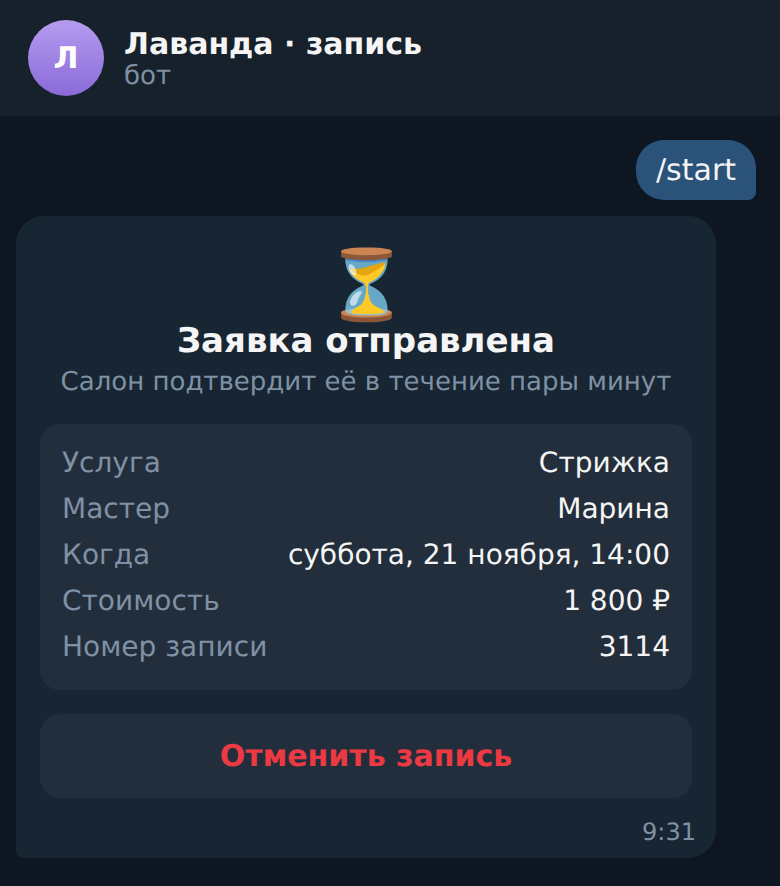 Л
Лаванда · запись
бот
/start
Заявка отправлена
Салон подтвердит её в течение пары минут
Услуга Стрижка
Мастер Марина
Когда суббота, 21 ноября, 14:00
Стоимость 1 800 ₽
Номер записи 3114
Отменить запись
9:31